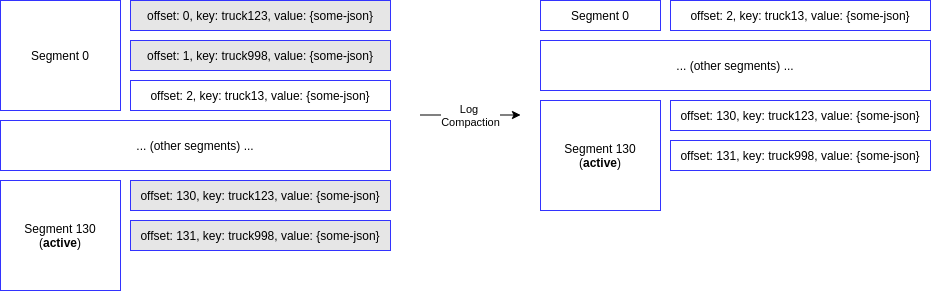 Segment 0
offset: 0, key: truck123, value: {some-json}
offset: 1, key: truck998, value: {some-json}
offset: 2, key: truck13, value: {some-json}
... (other segments) ...
Segment 130
(active)
offset: 130, key: truck123, value: {some-json}
offset: 131, key: truck998, value: {some-json}
Log
Compaction
Segment 0
offset: 2, key: truck13, value: {some-json}
... (other segments) ...
Segment 130
(active)
offset: 130, key: truck123, value: {some-json}
offset: 131, key: truck998, value: {some-json}